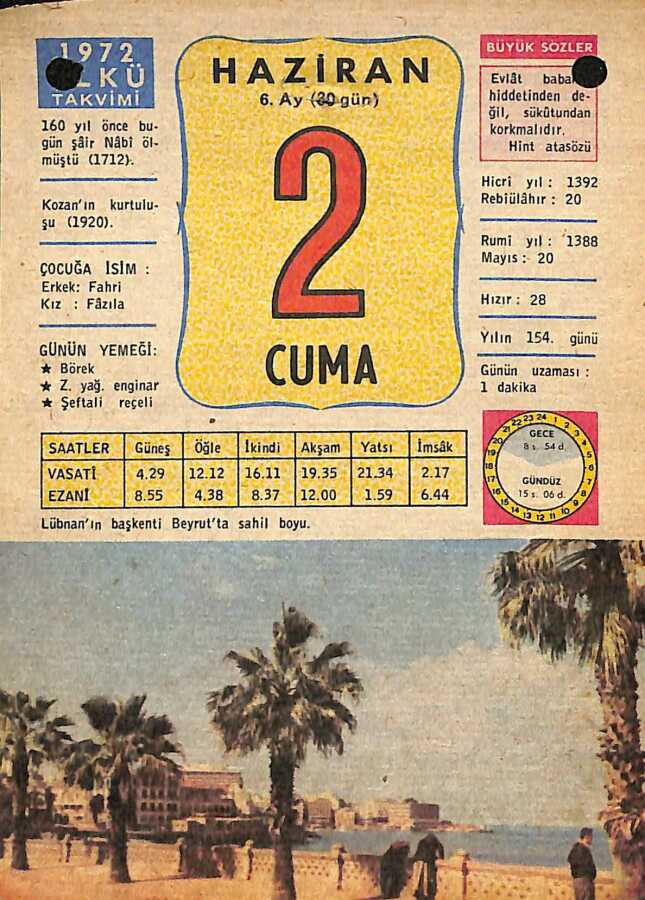 1972
LKÜ
TAKVİMİ
160 yıl önce bu-
gün şâir Nâbî öl-
müştü (1712).
Kozan'ın kurtulu-
şu (1920).
ÇOCUĞA İSİM :
Erkek: Fahri
Kız : Fâzıla
GÜNÜN YEMEĞİ:
★ Börek
★ Z. yağ. enginar
★ Şeftali reçeli
HAZİRAN
6. Ay (30 gün)
2
CUMA
BÜYÜK SÖZLER
Evlât baba
hiddetinden de-
ğil, sükûtundan
korkmalıdır.
Hint atasözü
Hicrî yıl : 1392
Rebiülâhır : 20
Rumî yıl : 1388
Mayıs : 20
Hızır : 28
Yılın 154. günü
Günün uzaması :
1 dakika
SAATLER Güneş Öğle İkindi Akşam Yatsı İmsâk
VASATİ 4.29 12.12 16.11 19.35 21.34 2.17
EZANİ 8.55 4.38 8.37 12.00 1.59 6.44
GECE
8 s. 54 d.
GÜNDÜZ
15 s. 06 d.
Lübnan'ın başkenti Beyrut'ta sahil boyu.